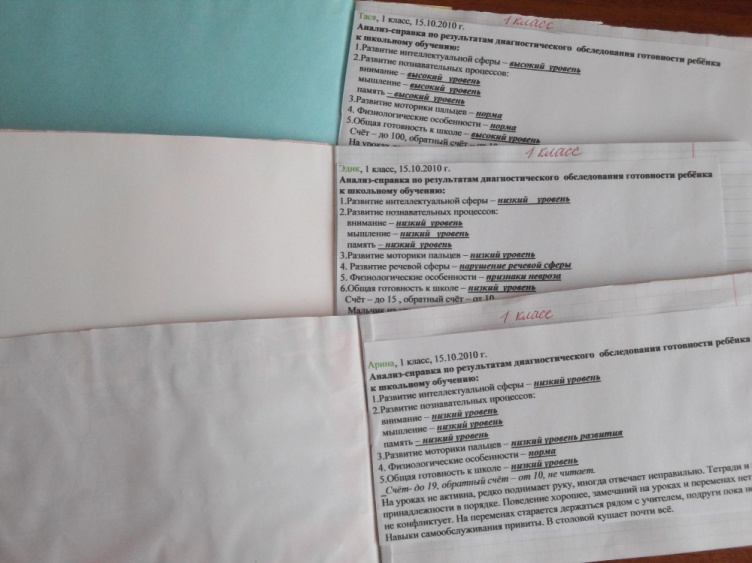 1 класс
Тася, 1 класс, 15.10.2010 г.
Анализ-справка по результатам диагностического обследования готовности ребёнка
к школьному обучению:
1.Развитие интеллектуальной сферы – высокий уровень
2.Развитие познавательных процессов:
внимание – высокий уровень
мышление – высокий уровень
память – высокий уровень
3.Развитие моторики пальцев – норма
4. Физиологические особенности – норма
5.Общая готовность к школе – высокий уровень
Счёт – до 100, обратный счёт – от 10
На уроках
1 класс
Эдик, 1 класс, 15.10.2010 г.
Анализ-справка по результатам диагностического обследования готовности ребёнка
к школьному обучению:
1.Развитие интеллектуальной сферы – низкий уровень
2.Развитие познавательных процессов:
внимание – низкий уровень
мышление – низкий уровень
память – низкий уровень
3.Развитие моторики пальцев – низкий уровень
4. Развитие речевой сферы – нарушение речевой сферы
5. Физиологические особенности – признаки невроза
6.Общая готовность к школе – низкий уровень
Счёт – до 15 , обратный счёт – от 10
Мальчик
1 класс
Арина, 1 класс, 15.10.2010 г.
Анализ-справка по результатам диагностического обследования готовности ребёнка
к школьному обучению:
1.Развитие интеллектуальной сферы – низкий уровень
2.Развитие познавательных процессов:
внимание – низкий уровень
мышление – низкий уровень
память – низкий уровень
3.Развитие моторики пальцев – низкий уровень развития
4. Физиологические особенности – норма
5.Общая готовность к школе – низкий уровень
Счёт- до 19, обратный счёт – от 10, не читает.
На уроках не активна, редко поднимает руку, иногда отвечает неправильно. Тетради и
принадлежности в порядке. Поведение хорошее, замечаний на уроках и переменах нет
не конфликтует. На переменах старается держаться рядом с учителем, подруги пока не
Навыки самообслуживания привиты. В столовой кушает почти всё.